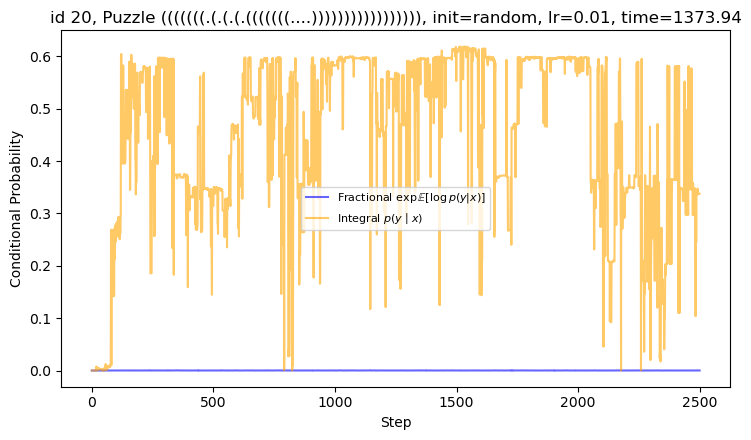 id 20, Puzzle (((((((.(.(.(.(((((((....))))))))))))))))), init=random, lr=0.01, time=1373.94
Conditional Probability
0.6
0.5
0.4
0.3
0.2
0.1
0.0
Fractional exp𝔼[log p(y|x)]
Integral p(y | x)
0 500 1000 1500 2000 2500
Step